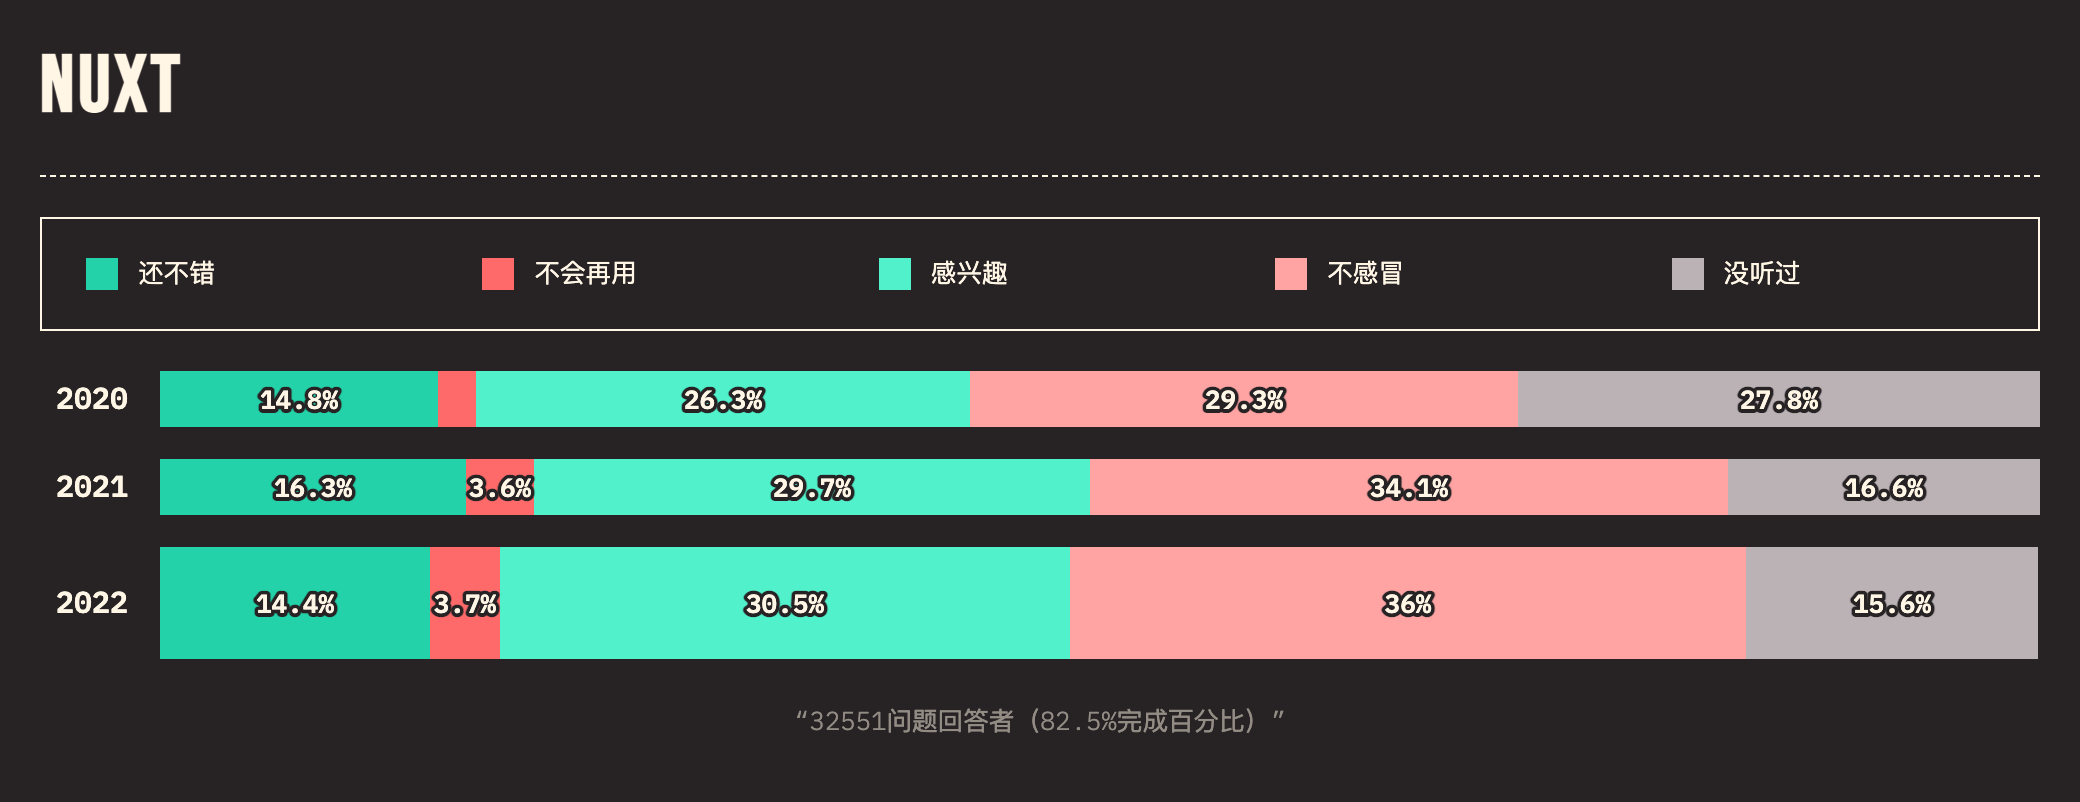 NUXT
还不错 不会再用 感兴趣 不感冒 没听过
2020 14.8% 26.3% 29.3% 27.8%
2021 16.3% 3.6% 29.7% 34.1% 16.6%
2022 14.4% 3.7% 30.5% 36% 15.6%
“32551问题回答者（82.5%完成百分比）”